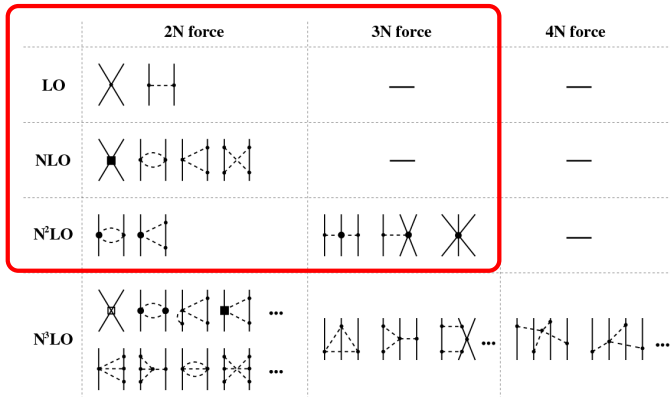 2N force 3N force 4N force
LO — —
NLO — —
N²LO —
N³LO ... ... ...
...